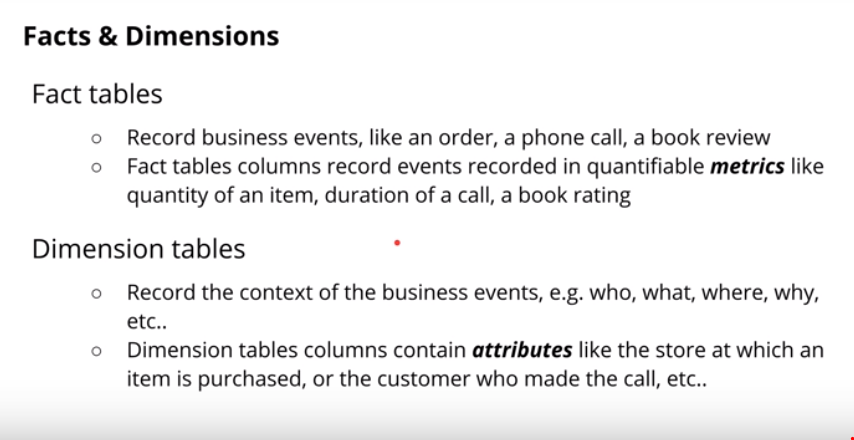 Facts & Dimensions
Fact tables
○ Record business events, like an order, a phone call, a book review
○ Fact tables columns record events recorded in quantifiable metrics like
quantity of an item, duration of a call, a book rating
Dimension tables
○ Record the context of the business events, e.g. who, what, where, why,
etc..
○ Dimension tables columns contain attributes like the store at which an
item is purchased, or the customer who made the call, etc..